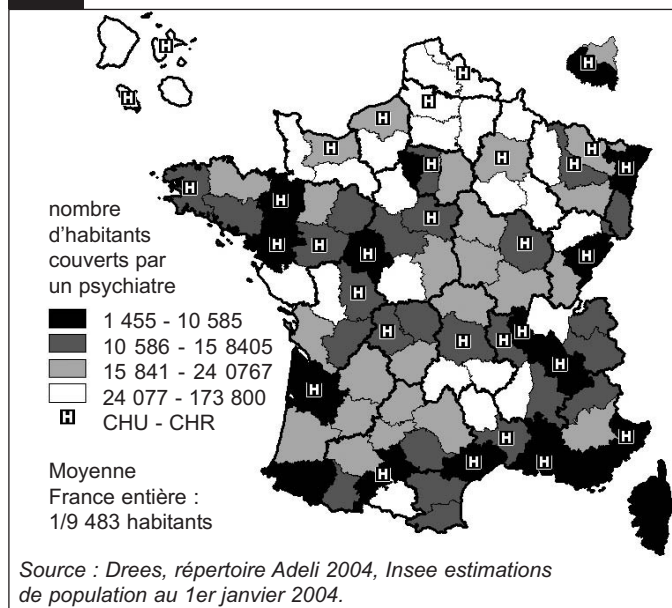 nombre
d'habitants
couverts par
un psychiatre
1 455 - 10 585
10 586 - 15 8405
15 841 - 24 0767
24 077 - 173 800
H CHU - CHR
Moyenne
France entière :
1/9 483 habitants
Source : Drees, répertoire Adeli 2004, Insee estimations
de population au 1er janvier 2004.